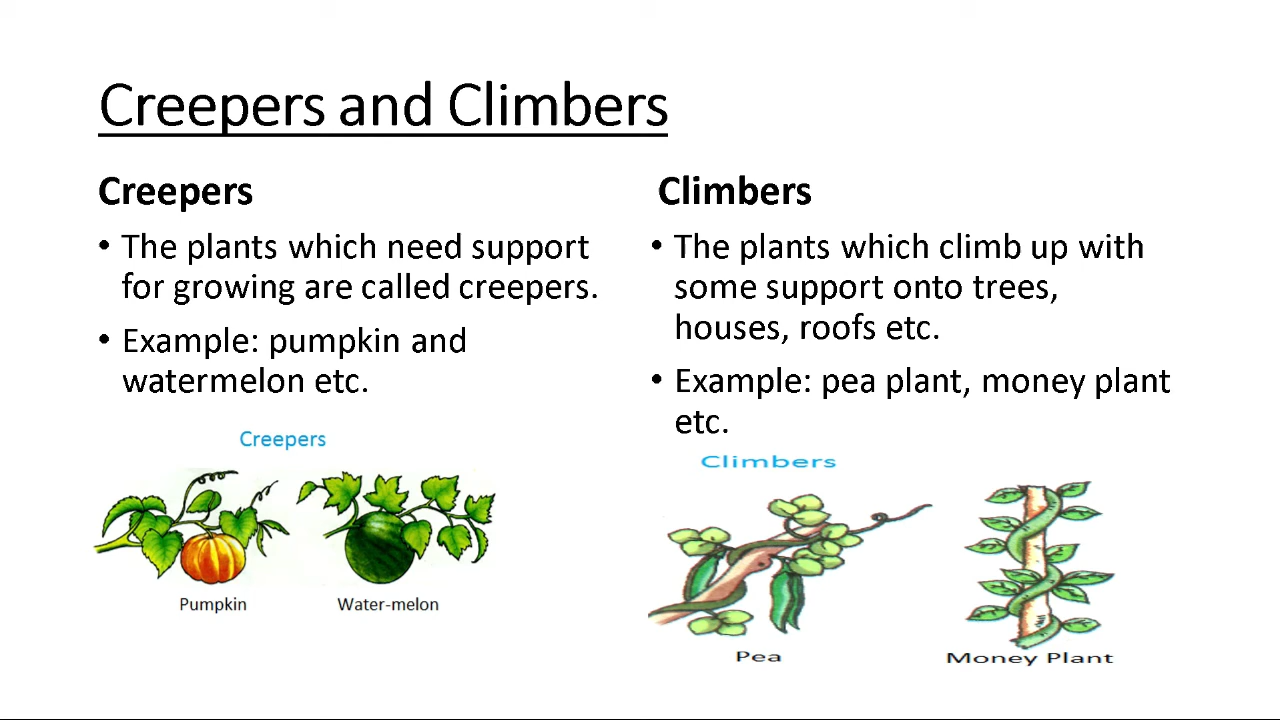 Creepers and Climbers
Creepers
• The plants which need support
for growing are called creepers.
• Example: pumpkin and
watermelon etc.
Creepers
Pumpkin
Water-melon
Climbers
• The plants which climb up with
some support onto trees,
houses, roofs etc.
• Example: pea plant, money plant
etc.
Climbers
Pea
Money Plant